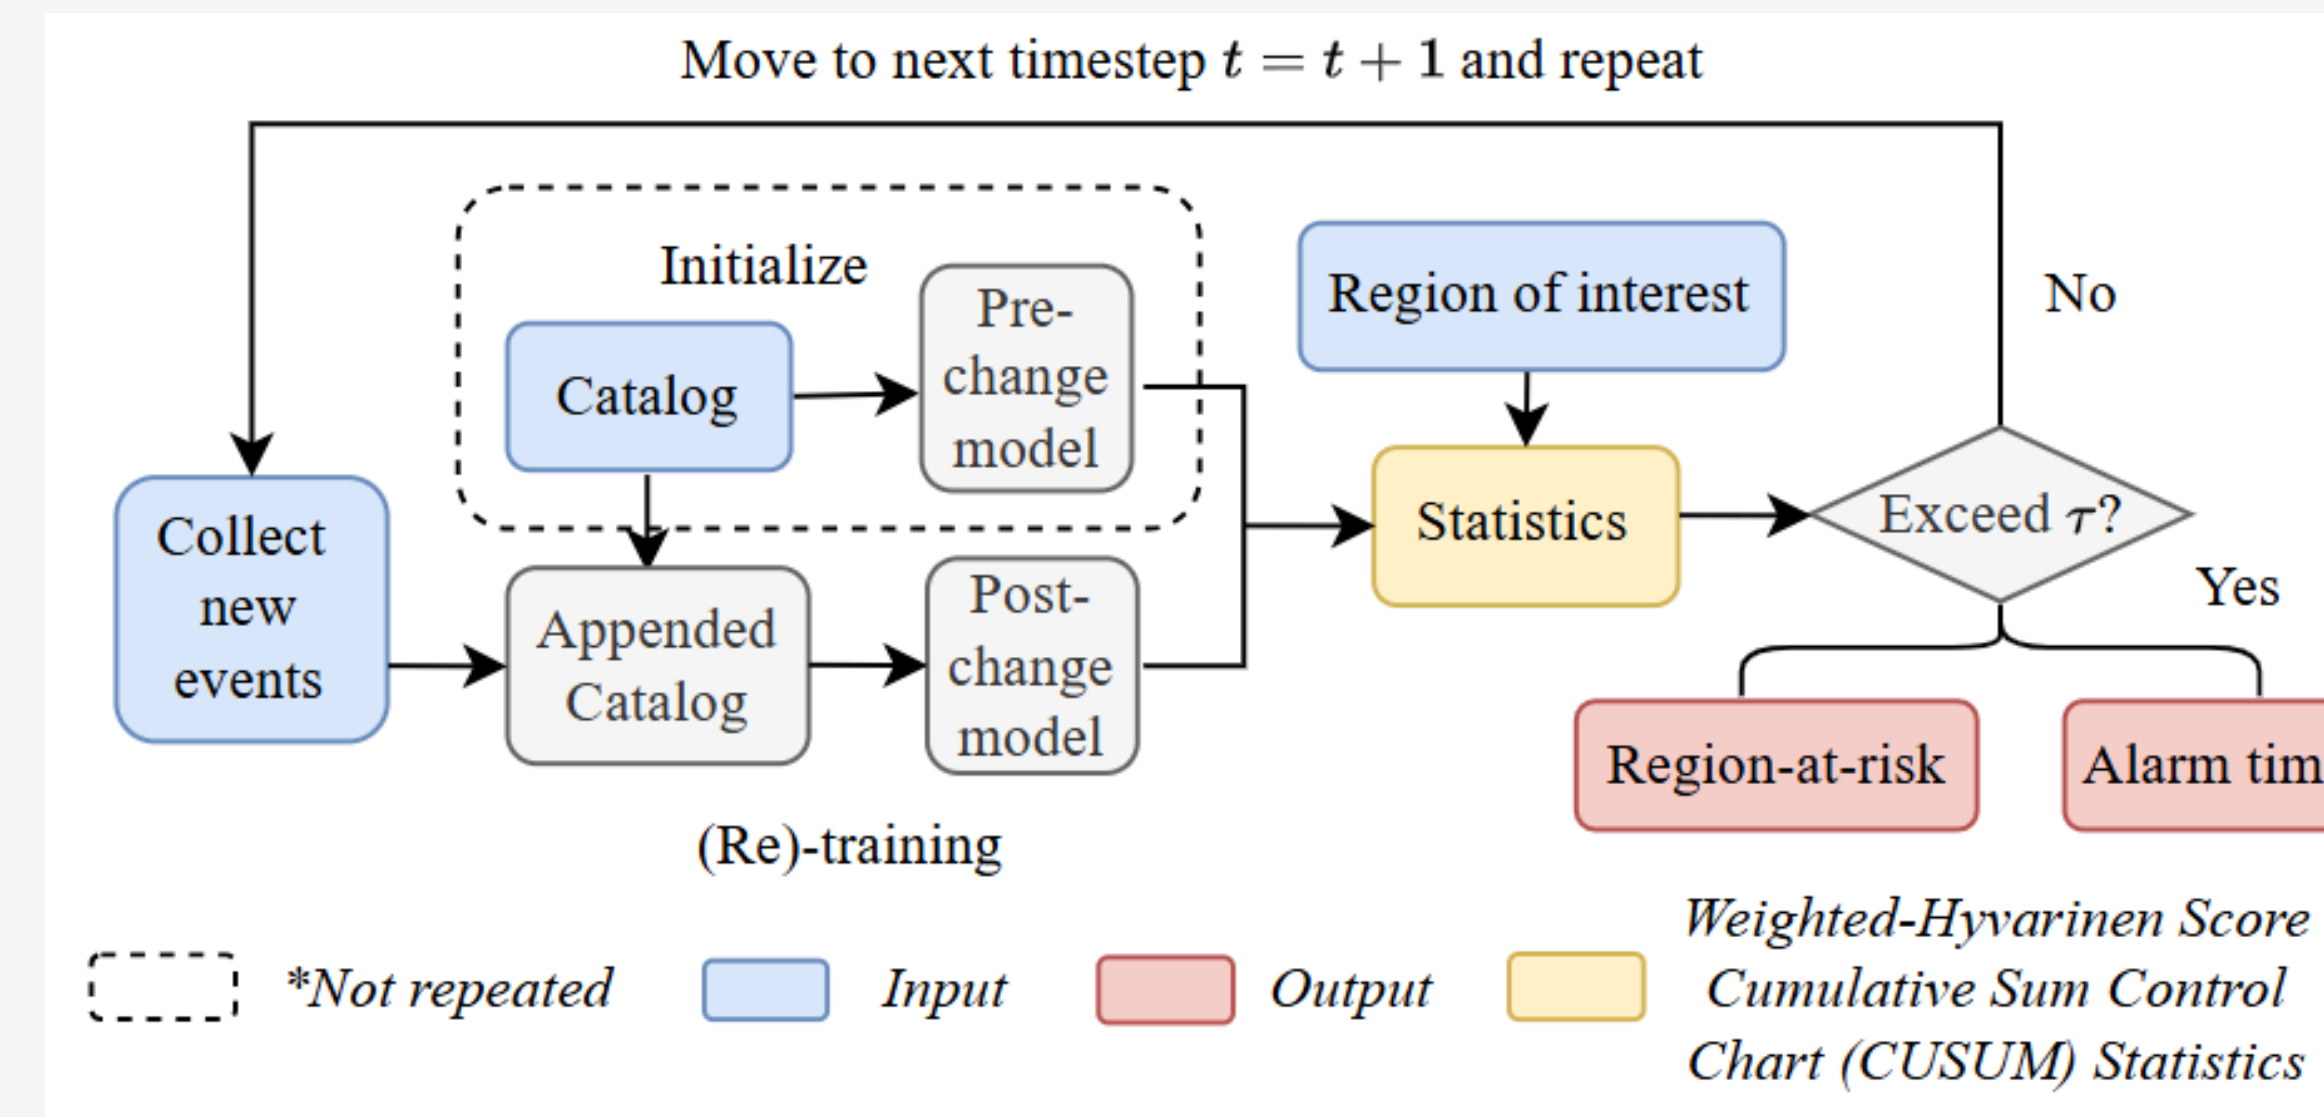 Move to next timestep t = t + 1 and repeat
Initialize
Pre-
change
model
Catalog
Region of interest
No
Collect
new
events
Statistics
Exceed τ?
Yes
Appended
Catalog
Post-
change
model
Region-at-risk
Alarm tim
(Re)-training
*Not repeated
Input
Output
Weighted-Hyvarinen Score
Cumulative Sum Control
Chart (CUSUM) Statistics